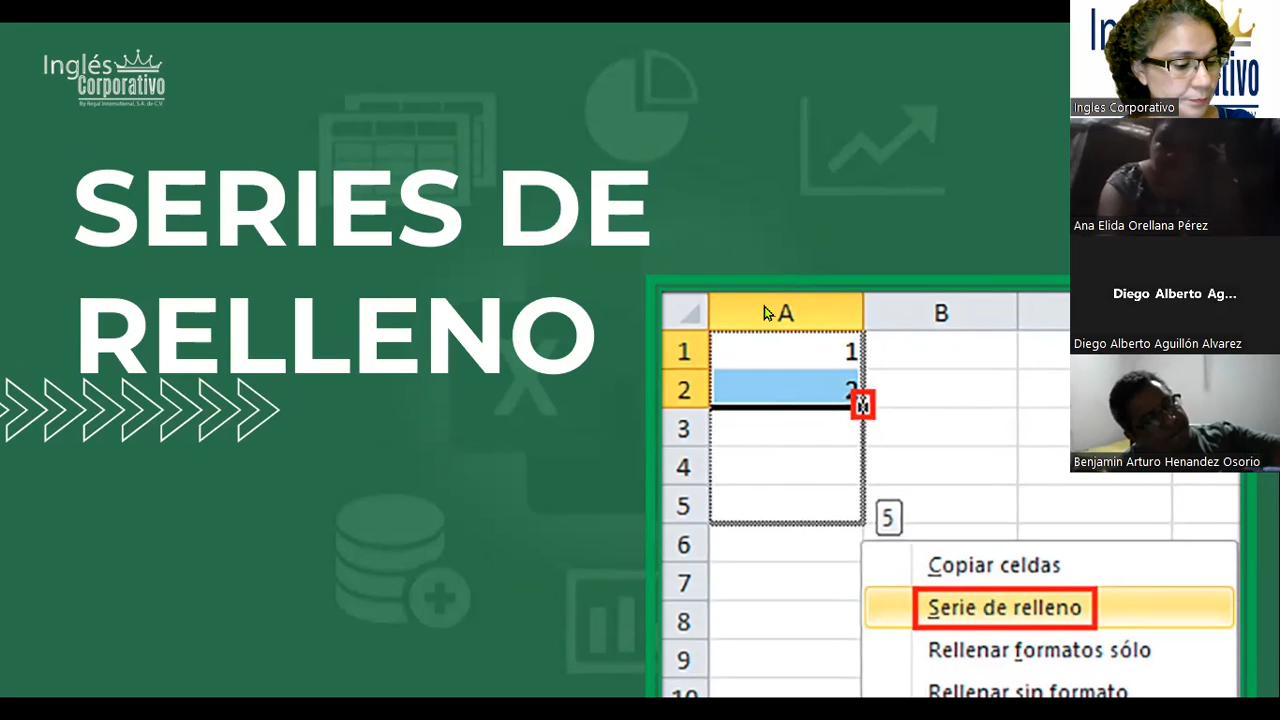 Inglés
Corporativo
By Regal International, S.A. de C.V.
SERIES DE
RELLENO
A
B
1
1
2
2
3
4
5
5
6
7
8
9
10
Copiar celdas
Serie de relleno
Rellenar formatos sólo
Rellenar sin formato
Ingles Corporativo
Ana Elida Orellana Pérez
Diego Alberto Ag...
Diego Alberto Aguillón Alvarez
Benjamin Arturo Henandez Osorio